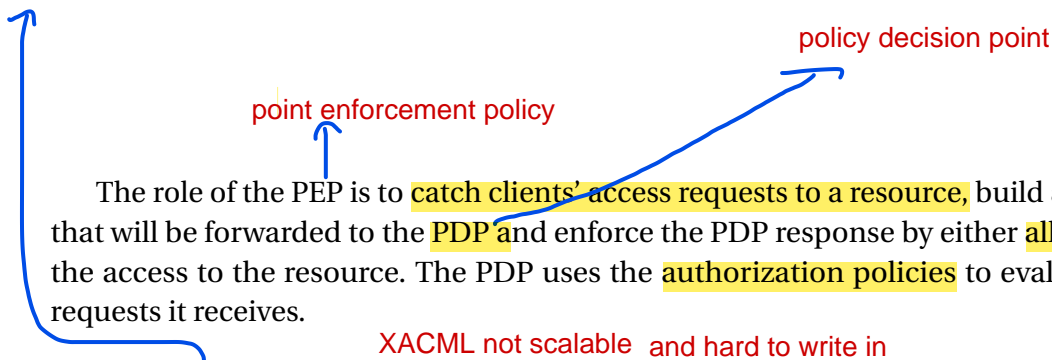 policy decision point
point enforcement policy
The role of the PEP is to catch clients' access requests to a resource, build
that will be forwarded to the PDP and enforce the PDP response by either all
the access to the resource. The PDP uses the authorization policies to eval
requests it receives.
XACML not scalable and hard to write in